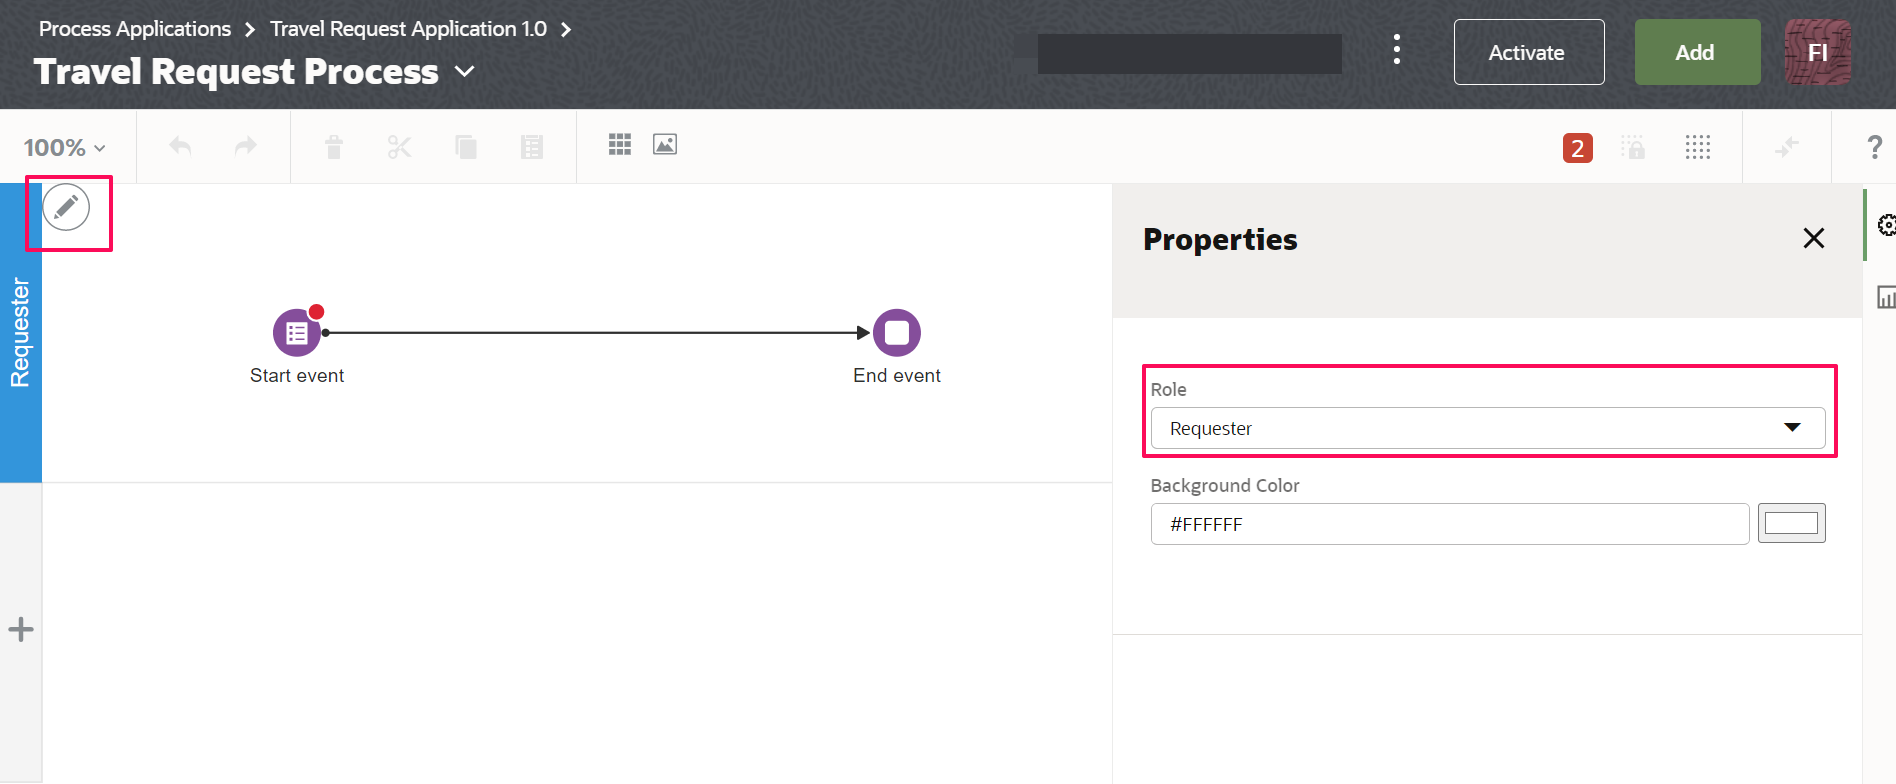 Process Applications > Travel Request Application 1.0 >
Travel Request Process
Activate
Add
FI
100%
2
?
Requester
Start event
End event
Properties
Role
Requester
Background Color
#FFFFFF